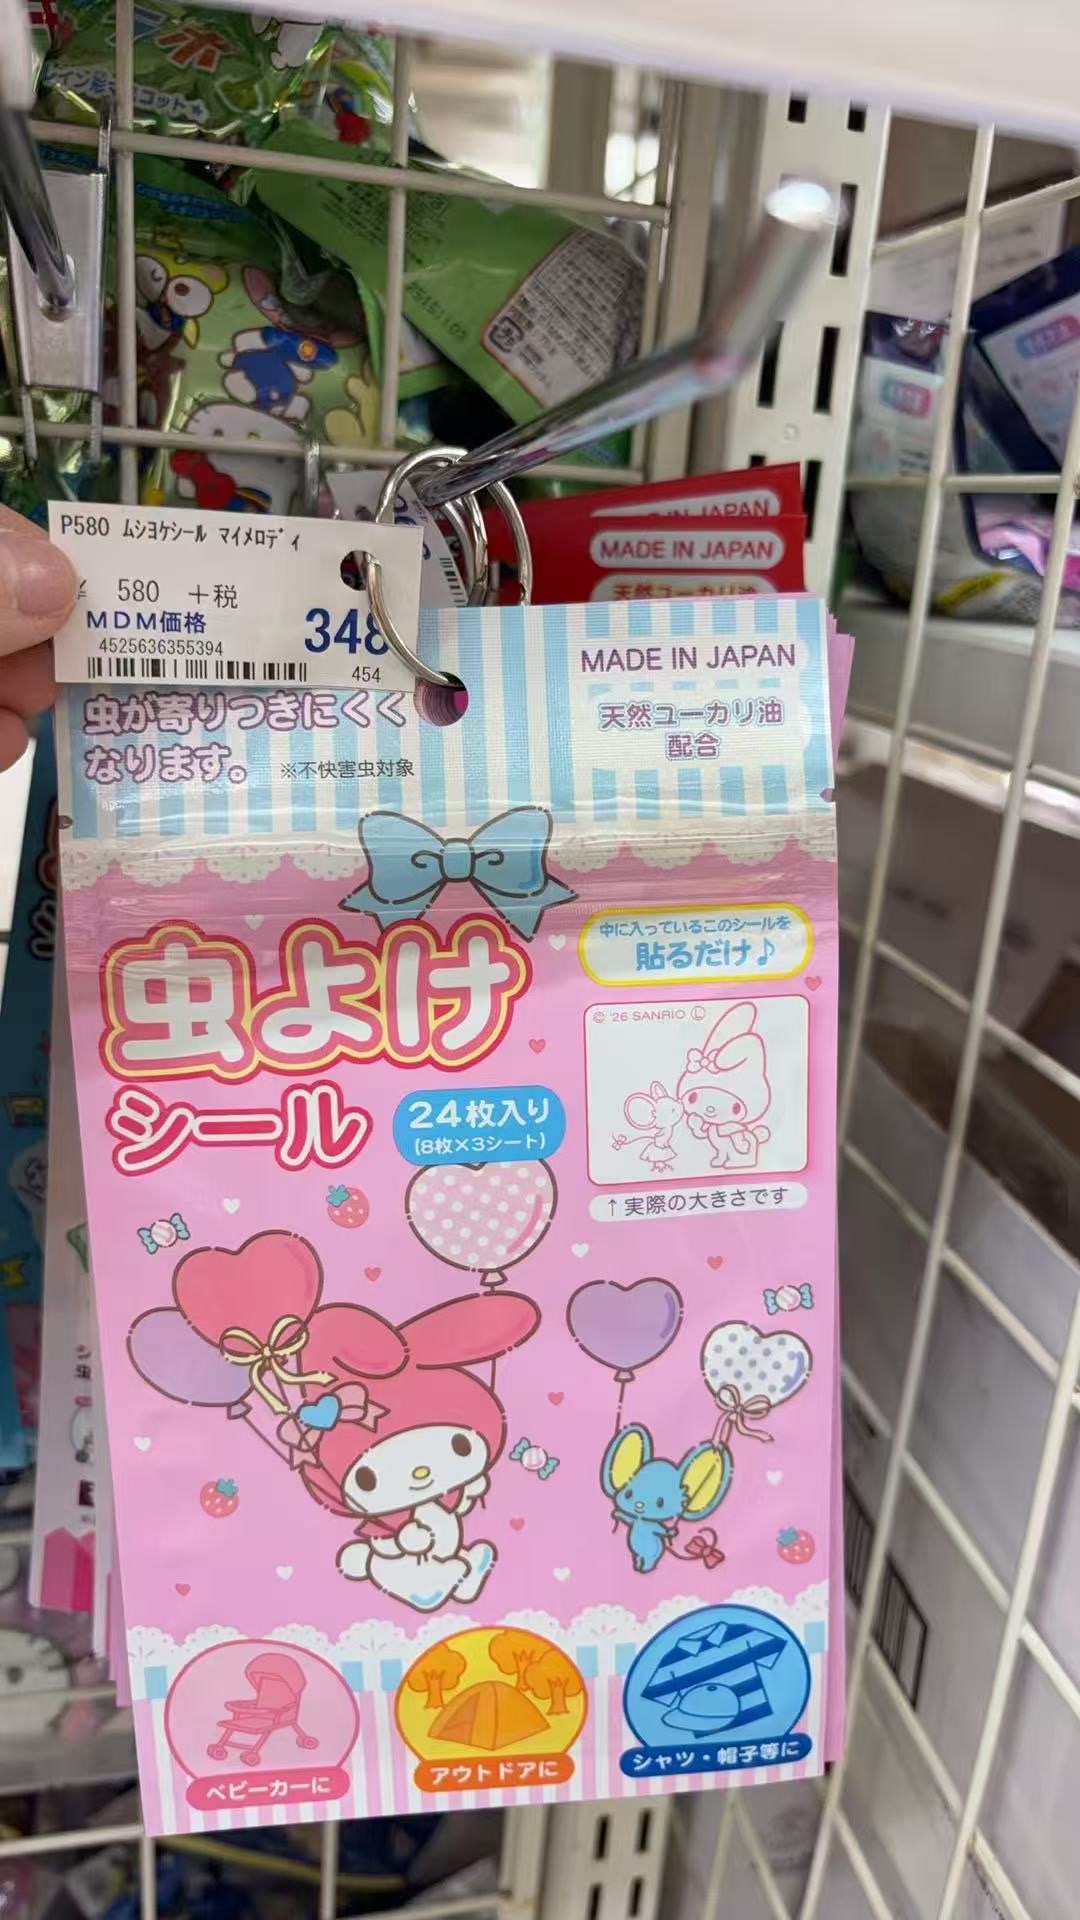 P580 ムシヨケシール マイメロディ
580 +税
MDM価格
348
4525636355394
454
MADE IN JAPAN
MADE IN JAPAN
天然ユーカリ油
配合
虫が寄りつきにくく
なります。 ※不快害虫対象
中に入っているこのシールを
貼るだけ♪
虫よけ
シール
24枚入り
(8枚×3シート)
© '26 SANRIO Ⓛ
↑実際の大きさです
ベビーカーに
アウトドアに
シャツ・帽子等に